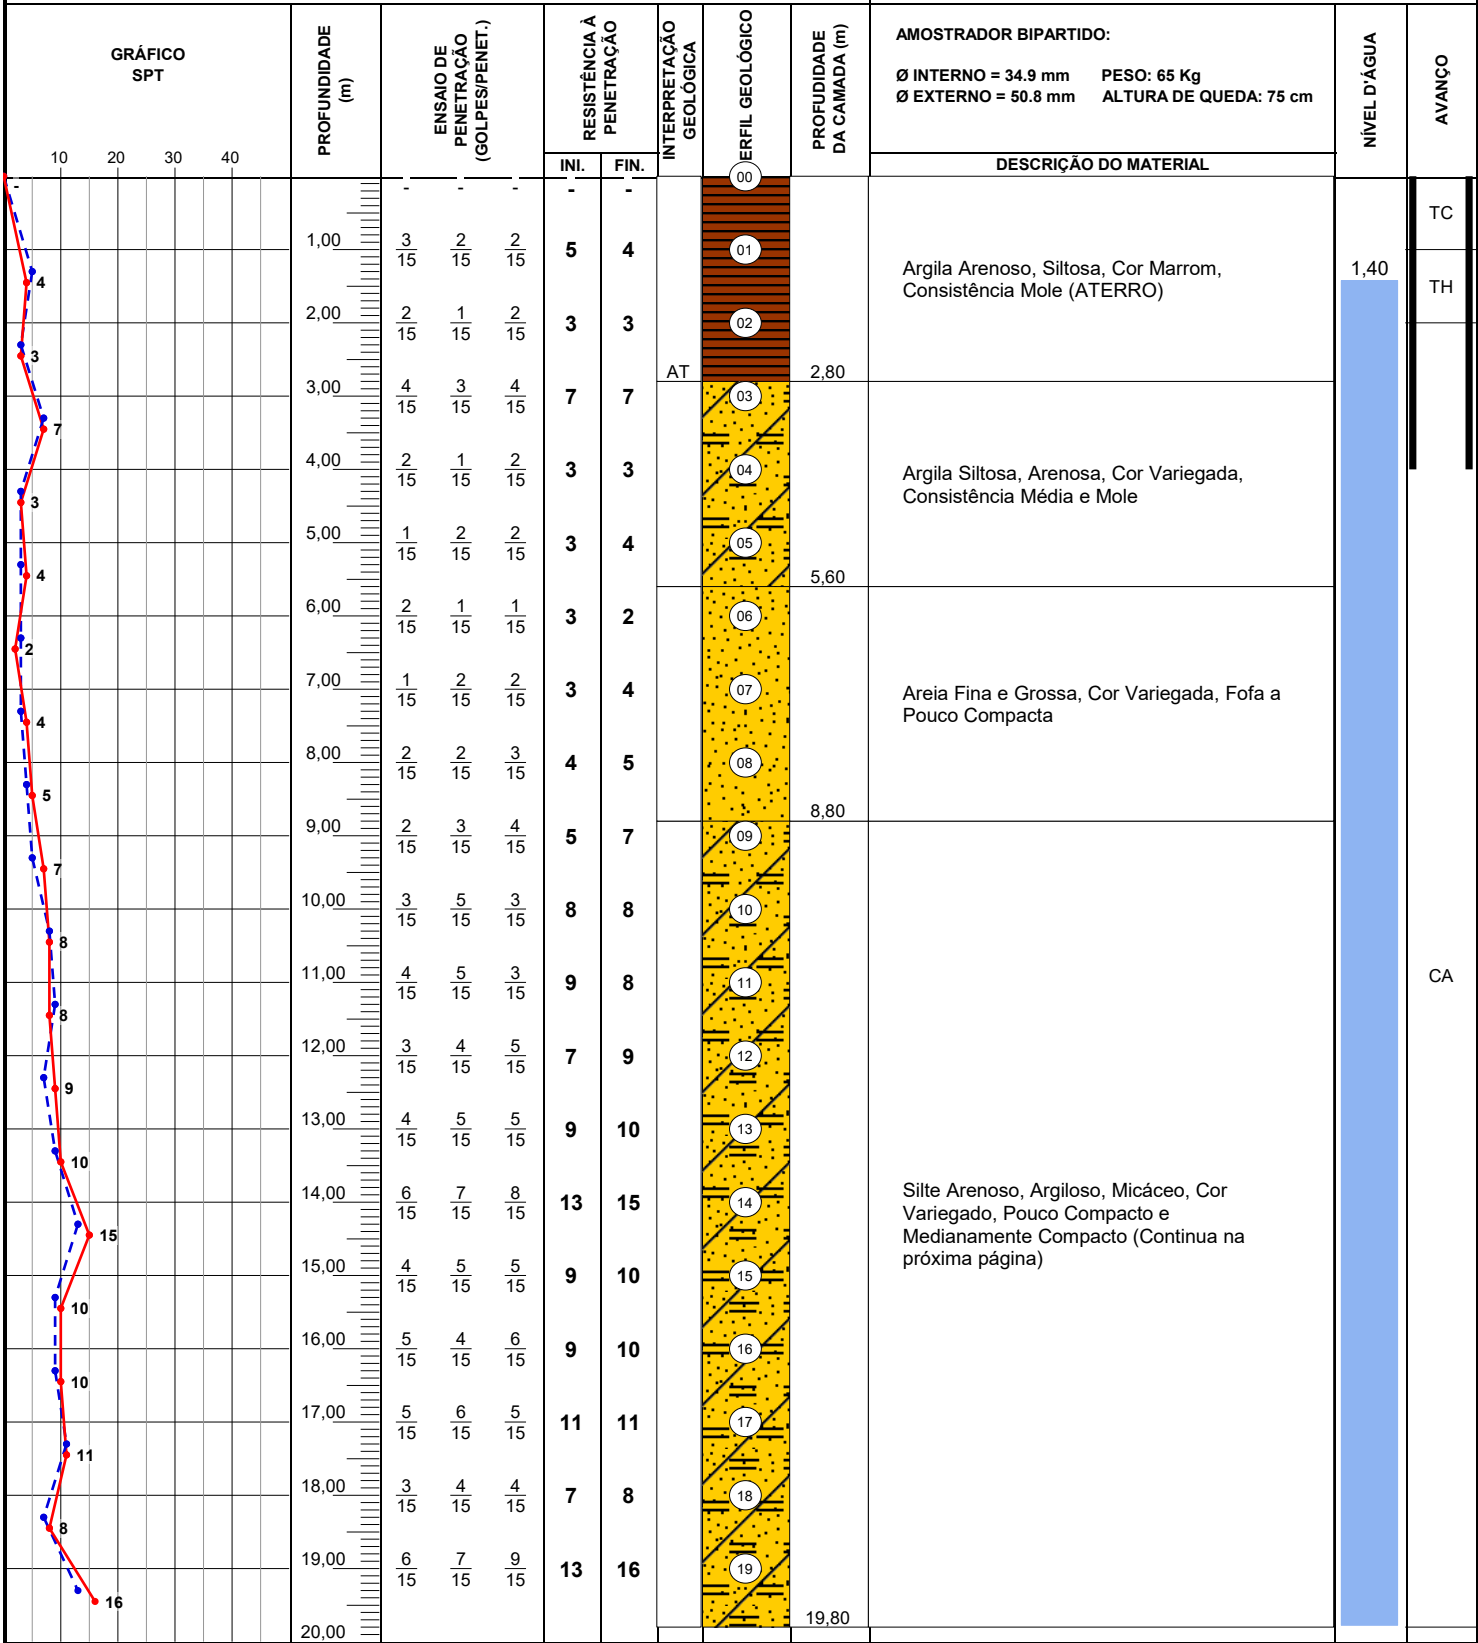 GRÁFICO
SPT
10 20 30 40
PROFUNDIDADE
(m)
ENSAIO DE
PENETRAÇÃO
(GOLPES/PENET.)
RESISTÊNCIA À
PENETRAÇÃO
INI. FIN.
INTERPRETAÇÃO
GEOLÓGICA
ERFIL GEOLÓGICO
PROFUDIDADE
DA CAMADA (m)
AMOSTRADOR BIPARTIDO:
Ø INTERNO = 34.9 mm PESO: 65 Kg
Ø EXTERNO = 50.8 mm ALTURA DE QUEDA: 75 cm
DESCRIÇÃO DO MATERIAL
NÍVEL D'ÁGUA
AVANÇO
- - - - - - 00
TC
1,00 3/15 2/15 2/15 5 4 01
4
Argila Arenoso, Siltosa, Cor Marrom,
Consistência Mole (ATERRO)
1,40
TH
2,00 2/15 1/15 2/15 3 3 02
3
AT 2,80
3,00 4/15 3/15 4/15 7 7 03
7
4,00 2/15 1/15 2/15 3 3 04
3
Argila Siltosa, Arenosa, Cor Variegada,
Consistência Média e Mole
5,00 1/15 2/15 2/15 3 4 05
4
5,60
6,00 2/15 1/15 1/15 3 2 06
2
7,00 1/15 2/15 2/15 3 4 07
4
Areia Fina e Grossa, Cor Variegada, Fofa a
Pouco Compacta
8,00 2/15 2/15 3/15 4 5 08
5
8,80
9,00 2/15 3/15 4/15 5 7 09
7
10,00 3/15 5/15 3/15 8 8 10
8
11,00 4/15 5/15 3/15 9 8 11
CA
8
12,00 3/15 4/15 5/15 7 9 12
9
13,00 4/15 5/15 5/15 9 10 13
10
14,00 6/15 7/15 8/15 13 15 14
15
Silte Arenoso, Argiloso, Micáceo, Cor
Variegado, Pouco Compacto e
Medianamente Compacto (Continua na
próxima página)
15,00 4/15 5/15 5/15 9 10 15
10
16,00 5/15 4/15 6/15 9 10 16
10
17,00 5/15 6/15 5/15 11 11 17
11
18,00 3/15 4/15 4/15 7 8 18
8
19,00 6/15 7/15 9/15 13 16 19
16
19,80
20,00